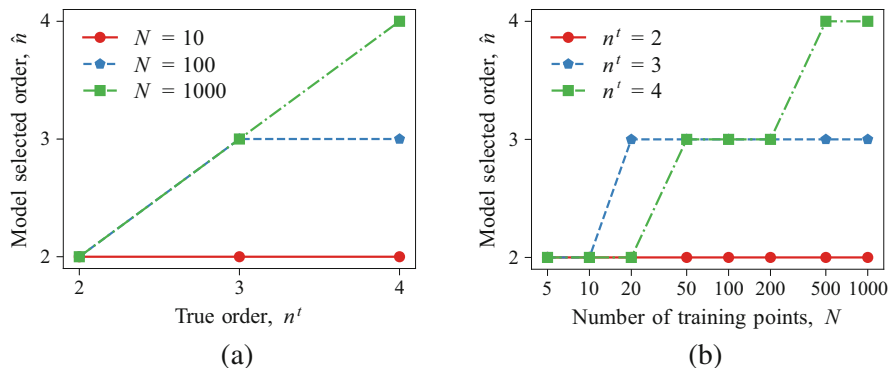 4
3
2
Model selected order, n̂
N = 10
N = 100
N = 1000
2 3 4
True order, nᵗ
(a)
4
3
2
Model selected order, n̂
nᵗ = 2
nᵗ = 3
nᵗ = 4
5 10 20 50 100 200 500 1000
Number of training points, N
(b)